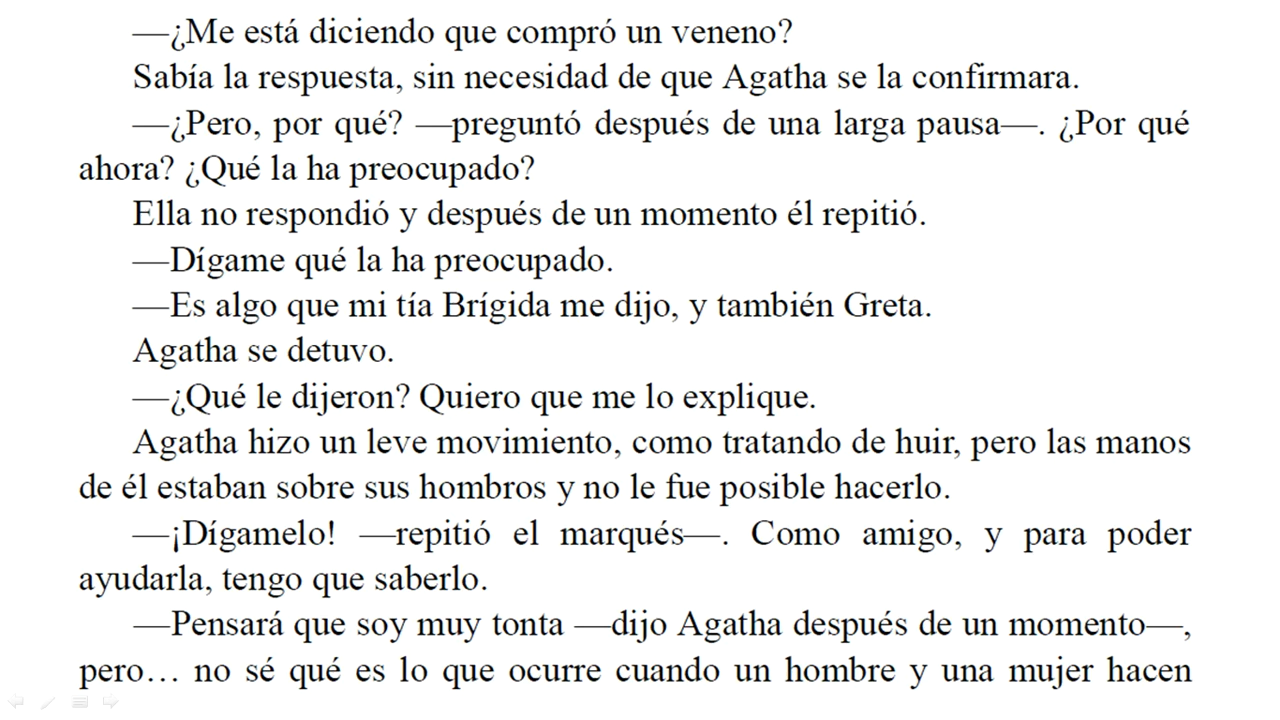 —¿Me está diciendo que compró un veneno?
Sabía la respuesta, sin necesidad de que Agatha se la confirmara.
—¿Pero, por qué? —preguntó después de una larga pausa—. ¿Por qué
ahora? ¿Qué la ha preocupado?
Ella no respondió y después de un momento él repitió.
—Dígame qué la ha preocupado.
—Es algo que mi tía Brígida me dijo, y también Greta.
Agatha se detuvo.
—¿Qué le dijeron? Quiero que me lo explique.
Agatha hizo un leve movimiento, como tratando de huir, pero las manos
de él estaban sobre sus hombros y no le fue posible hacerlo.
—¡Dígamelo! —repitió el marqués—. Como amigo, y para poder
ayudarla, tengo que saberlo.
—Pensará que soy muy tonta —dijo Agatha después de un momento—,
pero… no sé qué es lo que ocurre cuando un hombre y una mujer hacen